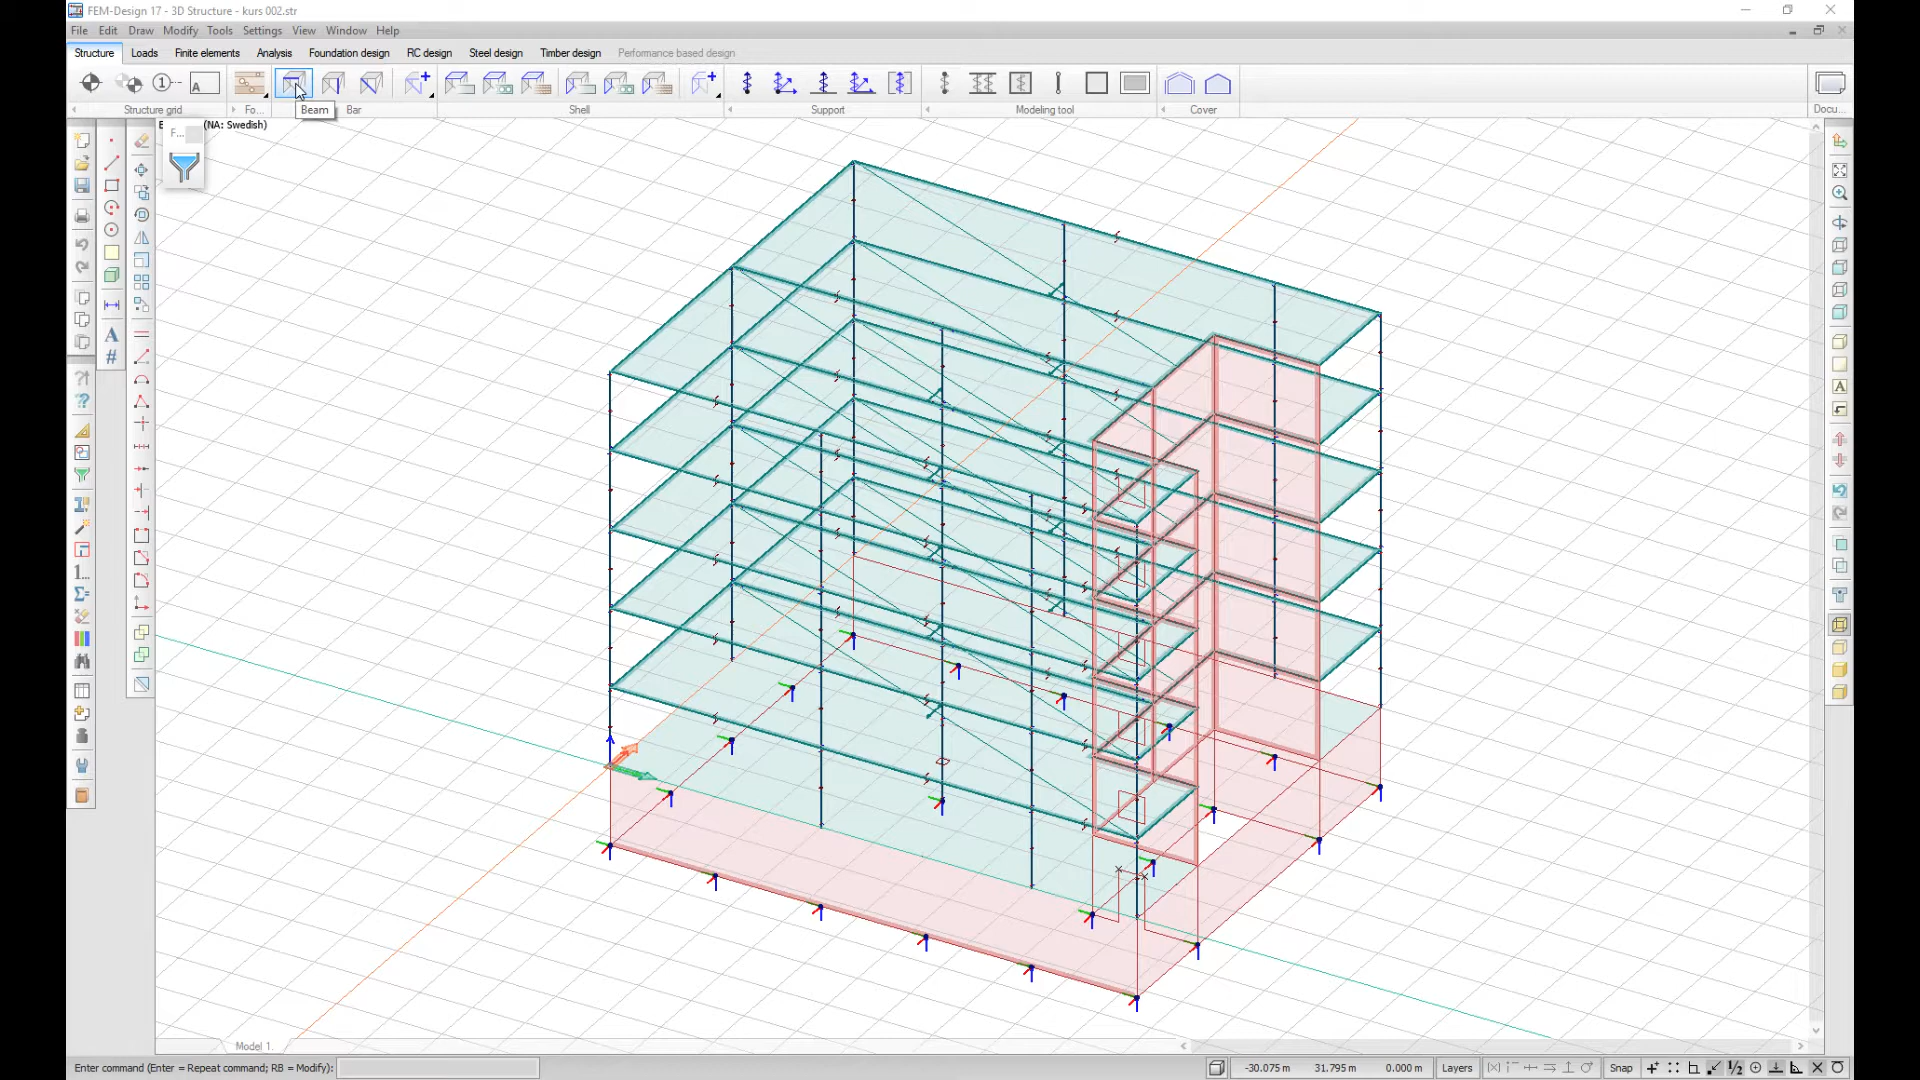 FEM-Design 17 - 3D Structure - kurs 002.str
File Edit Draw Modify Tools Settings View Window Help
Structure Loads Finite elements Analysis Foundation design RC design Steel design Timber design Performance based design
Structure grid Fo... Beam Bar Shell Support Modeling tool Cover Docu...
(NA: Swedish)
F...
Model 1.
Enter command (Enter = Repeat command; RB = Modify):
-30.075 m 31.795 m 0.000 m Layers Snap